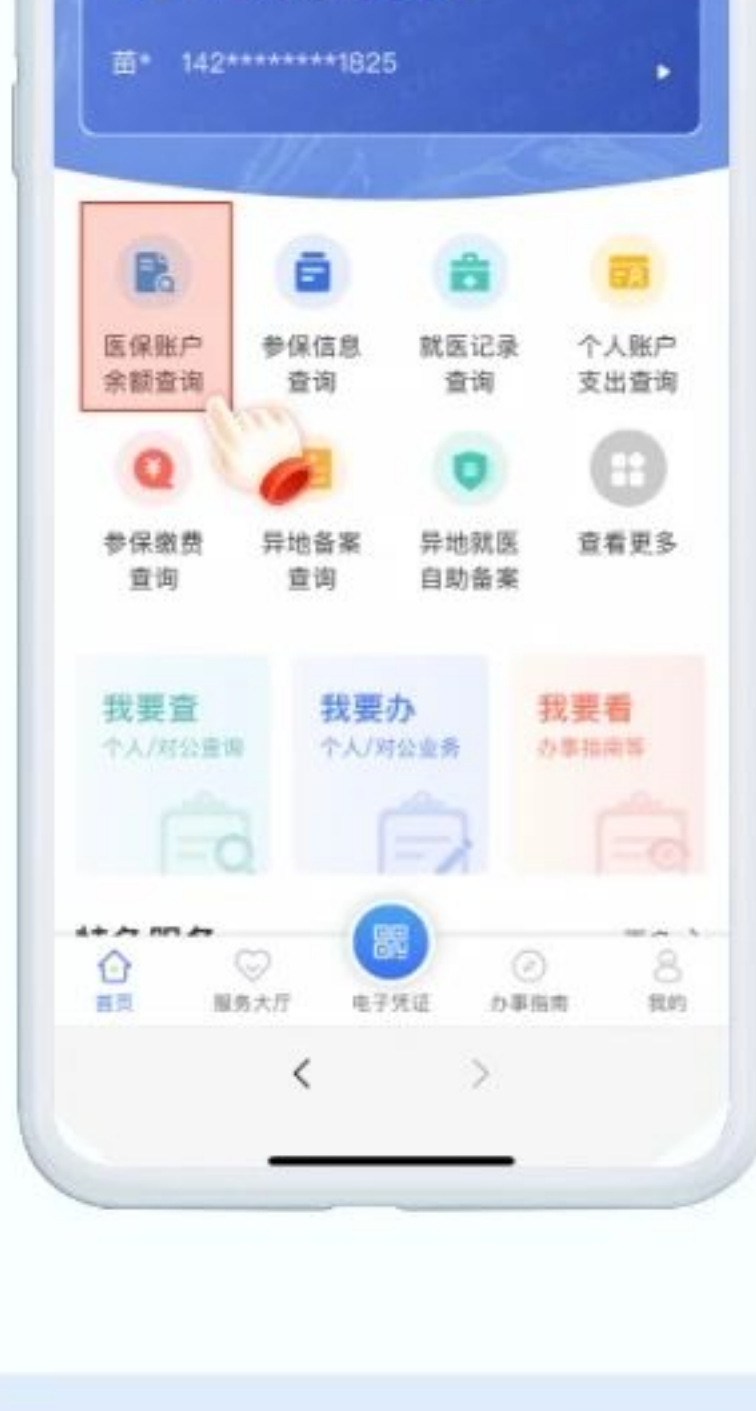 苗* 142********1825
医保账户 参保信息 就医记录 个人账户
余额查询 查询 查询 支出查询
参保缴费 异地备案 异地就医 查看更多
查询 查询 自助备案
我要查 我要办 我要看
个人/对公查询 个人/对公业务 办事指南等
首页 服务大厅 电子凭证 办事指南 我的